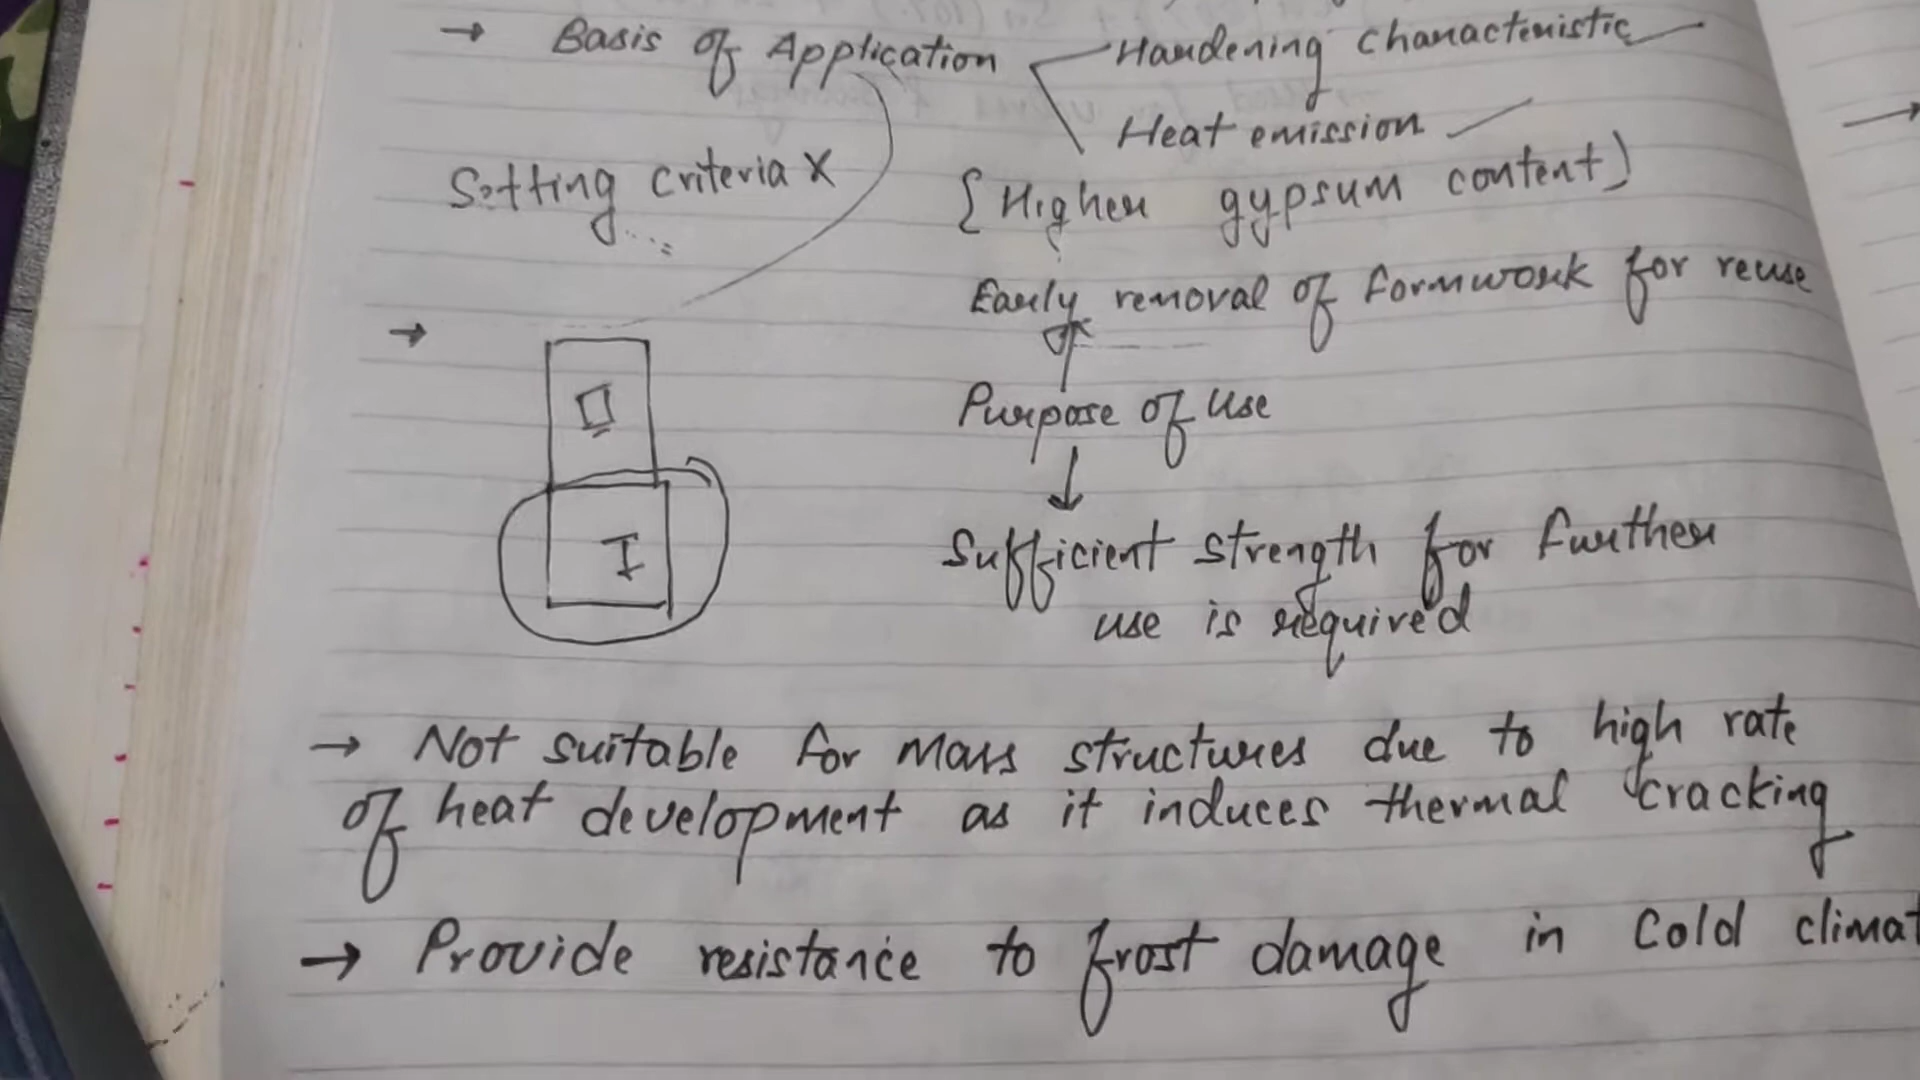 → Basis of Application Hardening characteristic
Heat emission
Setting criteria X {Higher gypsum content}
Early removal of formwork for reuse
→
II
Purpose of use
I
Sufficient strength for further
use is required
→ Not suitable for mass structures due to high rate
of heat development as it induces thermal cracking
→ Provide resistance to frost damage in cold climat